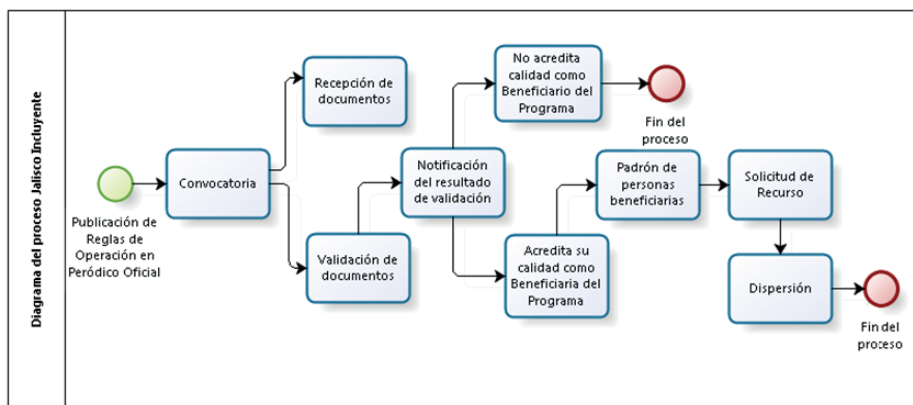 Diagrama del proceso Jalisco Incluyente
Publicación de
Reglas de
Operación en
Peródico Oficial
Convocatoria
Recepción de
documentos
Validación de
documentos
Notificación
del resultado
de validación
No acredita
calidad como
Beneficiario del
Programa
Fin del
proceso
Acredita su
calidad como
Beneficiaria del
Programa
Padrón de
personas
beneficiarias
Solicitud de
Recurso
Dispersión
Fin del
proceso